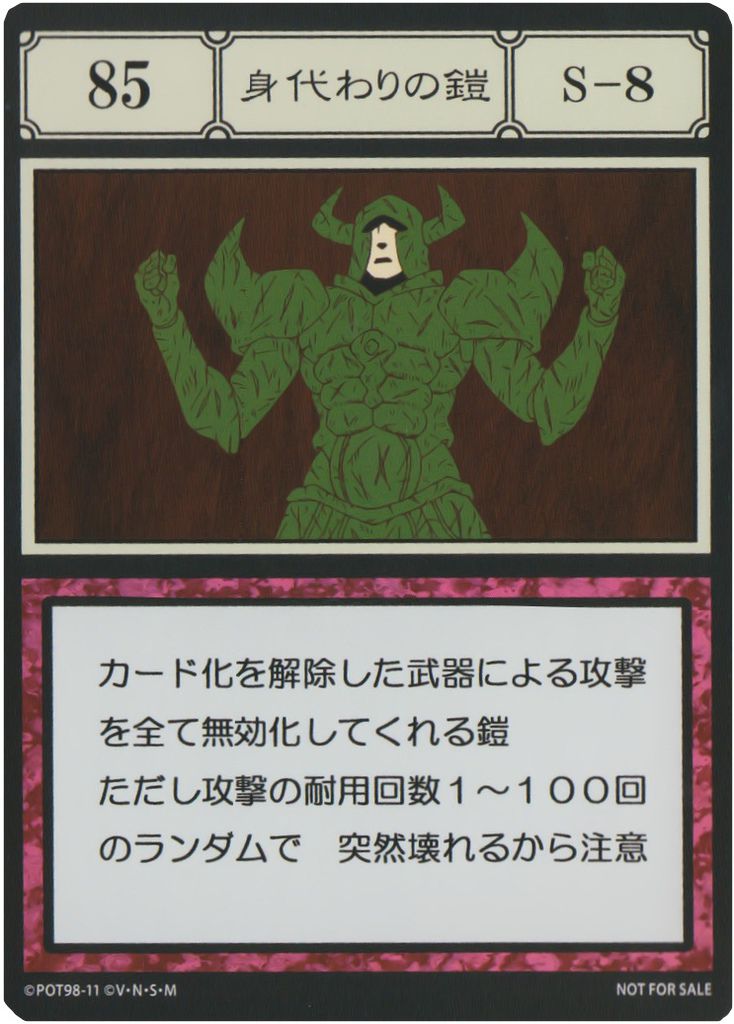 85
身代わりの鎧
S-8
カード化を解除した武器による攻撃
を全て無効化してくれる鎧
ただし攻撃の耐用回数1～100回
のランダムで　突然壊れるから注意
©POT98-11 ©V・N・S・M
NOT FOR SALE